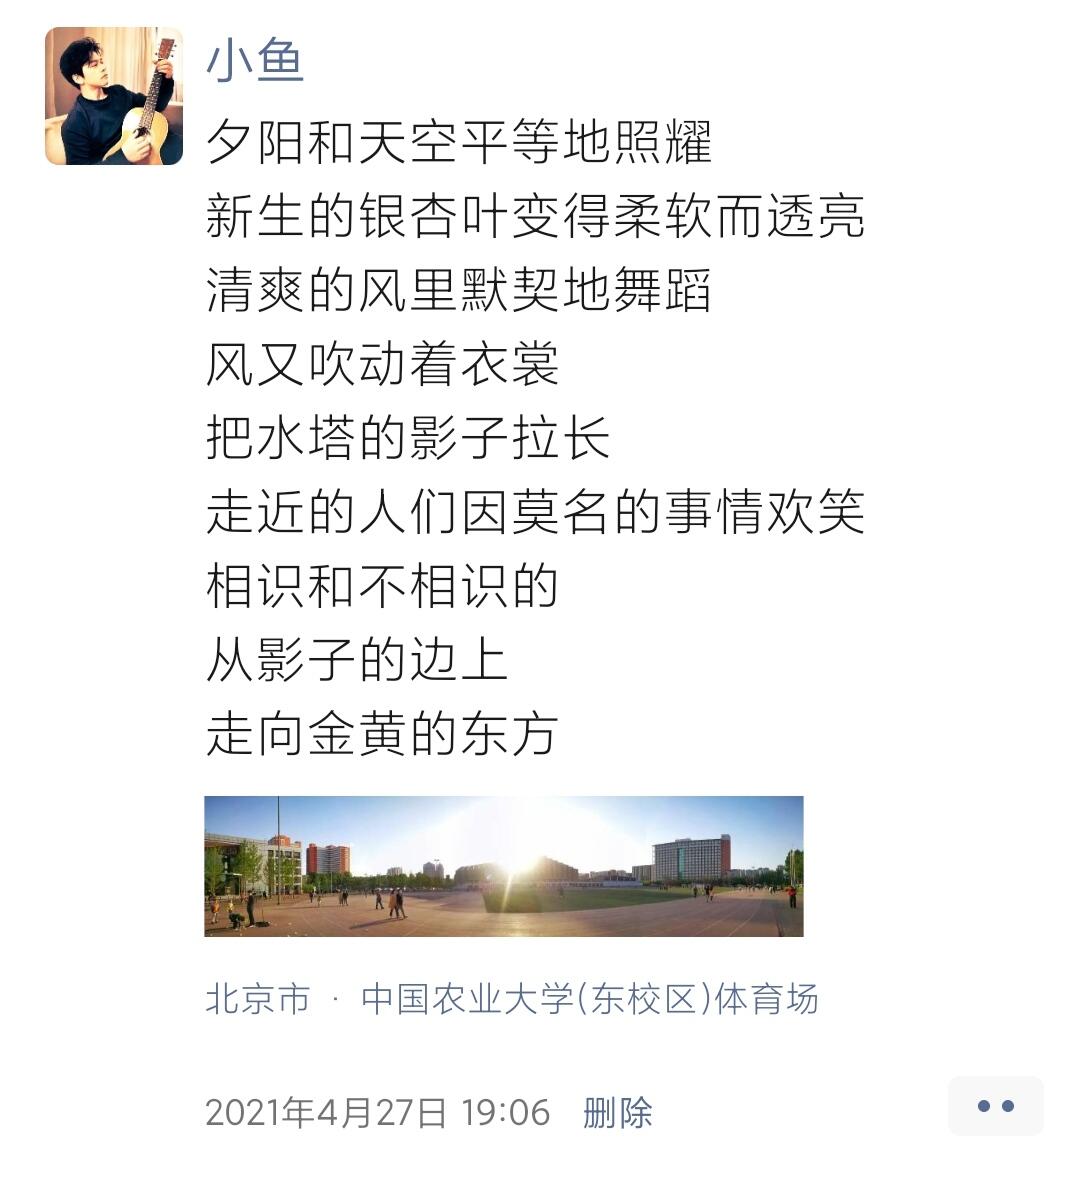 小鱼
夕阳和天空平等地照耀
新生的银杏叶变得柔软而透亮
清爽的风里默契地舞蹈
风又吹动着衣裳
把水塔的影子拉长
走近的人们因莫名的事情欢笑
相识和不相识的
从影子的边上
走向金黄的东方
北京市 · 中国农业大学(东校区)体育场
2021年4月27日 19:06 删除